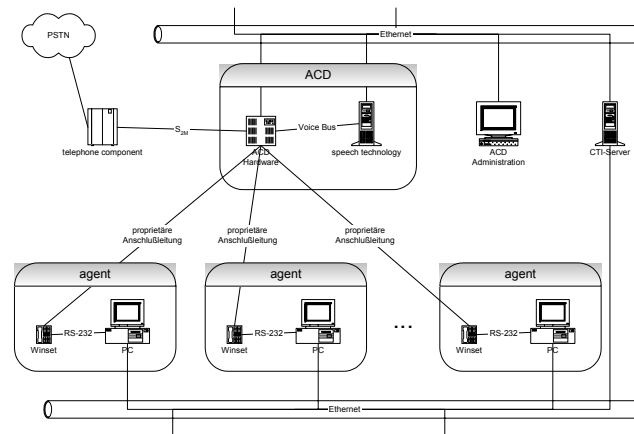 PSTN
Ethernet
ACD
S2M
Voice Bus
telephone component
ACD
Hardware
speech technology
ACD
Administration
CTI-Server
proprietäre
Anschlußleitung
proprietäre
Anschlußleitung
proprietäre
Anschlußleitung
agent
agent
agent
RS-232
RS-232
...
RS-232
Winset
PC
Winset
PC
Winset
PC
Ethernet